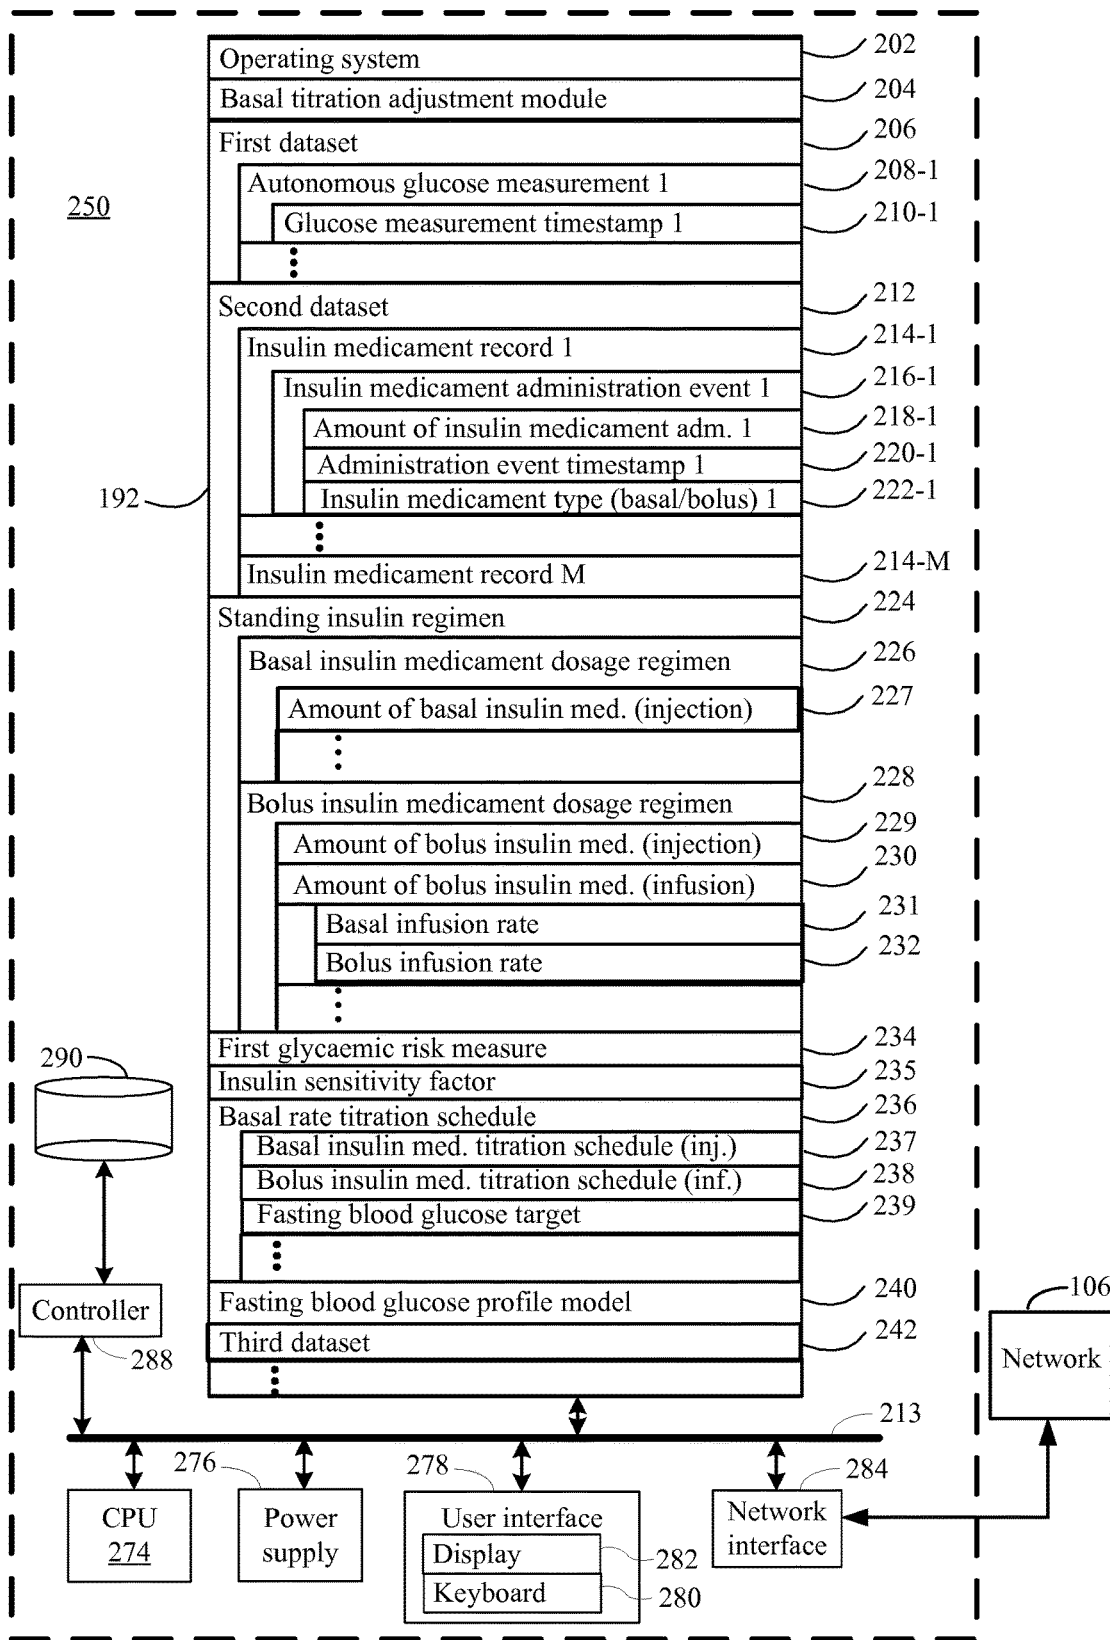 Operating system 202
Basal titration adjustment module 204
First dataset 206
Autonomous glucose measurement 1 208-1
250
Glucose measurement timestamp 1 210-1
Second dataset 212
Insulin medicament record 1 214-1
Insulin medicament administration event 1 216-1
Amount of insulin medicament adm. 1 218-1
Administration event timestamp 1 220-1
192
Insulin medicament type (basal/bolus) 1 222-1
Insulin medicament record M 214-M
Standing insulin regimen 224
Basal insulin medicament dosage regimen 226
Amount of basal insulin med. (injection) 227
Bolus insulin medicament dosage regimen 228
Amount of bolus insulin med. (injection) 229
Amount of bolus insulin med. (infusion) 230
Basal infusion rate 231
Bolus infusion rate 232
First glycaemic risk measure 234
290
Insulin sensitivity factor 235
Basal rate titration schedule 236
Basal insulin med. titration schedule (inj.) 237
Bolus insulin med. titration schedule (inf.) 238
Fasting blood glucose target 239
Fasting blood glucose profile model 240
Controller
288
Third dataset 242
106
Network
213
276
278
284
CPU
274
Power
supply
User interface
Display 282
Keyboard 280
Network
interface